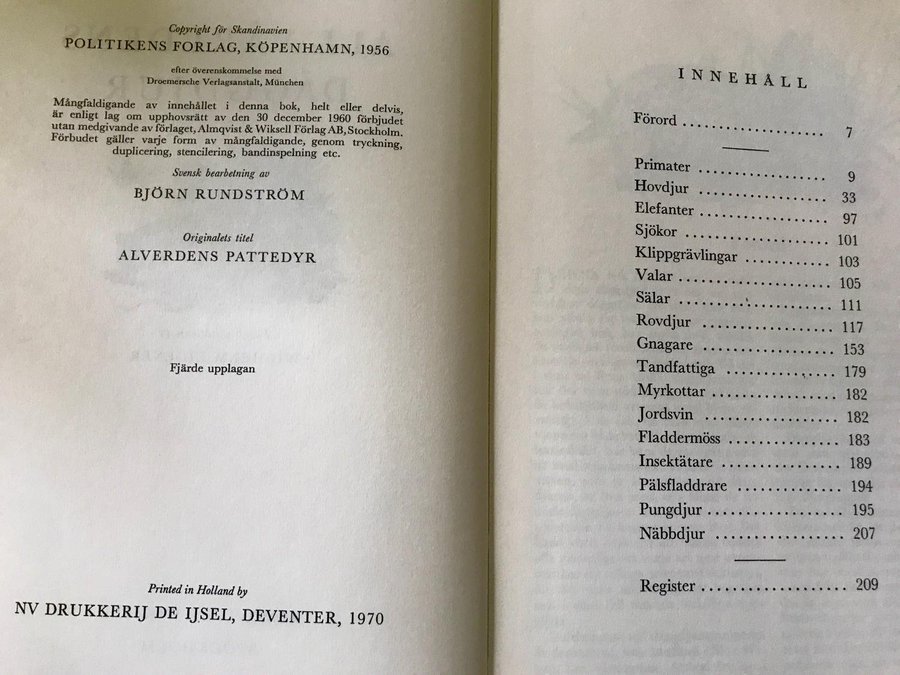 Copyright för Skandinavien
POLITIKENS FORLAG, KÖPENHAMN, 1956
efter överenskommelse med
Droemersche Verlagsanstalt, München
Mångfaldigande av innehållet i denna bok, helt eller delvis,
är enligt lag om upphovsrätt av den 30 december 1960 förbjudet
utan medgivande av förlaget, Almqvist & Wiksell Förlag AB, Stockholm.
Förbudet gäller varje form av mångfaldigande, genom tryckning,
duplicering, stencilering, bandinspelning etc.
Svensk bearbetning av
BJÖRN RUNDSTRÖM
Originalets titel
ALVERDENS PATTEDYR
Fjärde upplagan
Printed in Holland by
NV DRUKKERIJ DE IJSEL, DEVENTER, 1970
INNEHÅLL
Förord .................... 7
Primater .................. 9
Hovdjur ................... 33
Elefanter ................. 97
Sjökor .................... 101
Klippgrävlingar ........... 103
Valar ..................... 105
Sälar ..................... 111
Rovdjur ................... 117
Gnagare ................... 153
Tandfattiga ............... 179
Myrkottar ................. 182
Jordsvin .................. 182
Fladdermöss ............... 183
Insektätare ............... 189
Pälsfladdrare ............. 194
Pungdjur .................. 195
Näbbdjur .................. 207
Register .................. 209